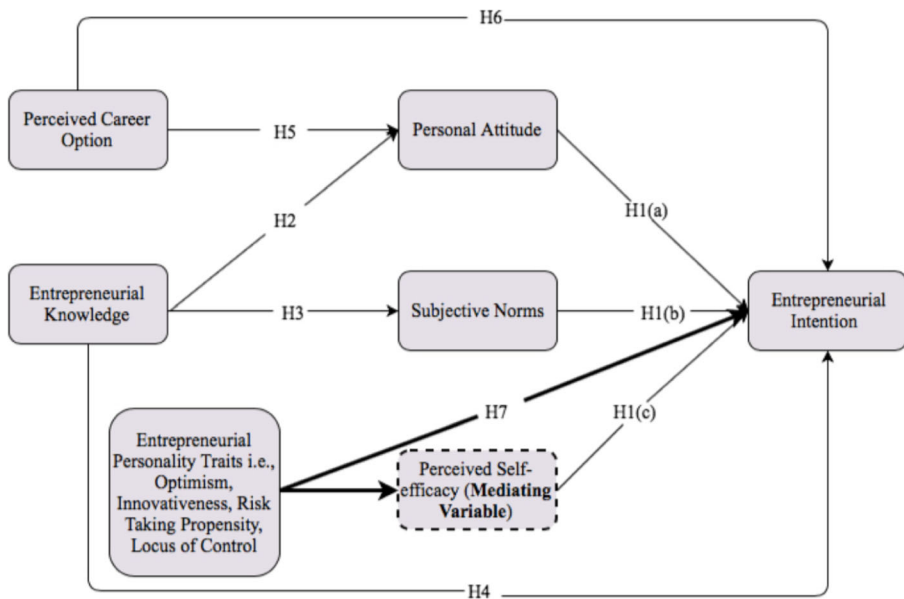 H6
Perceived Career
Option
H5
Personal Attitude
H2
H1(a)
Entrepreneurial
Knowledge
H3
Subjective Norms
H1(b)
Entrepreneurial
Intention
H7
H1(c)
Entrepreneurial
Personality Traits i.e.,
Optimism,
Innovativeness, Risk
Taking Propensity,
Locus of Control
Perceived Self-
efficacy (Mediating
Variable)
H4